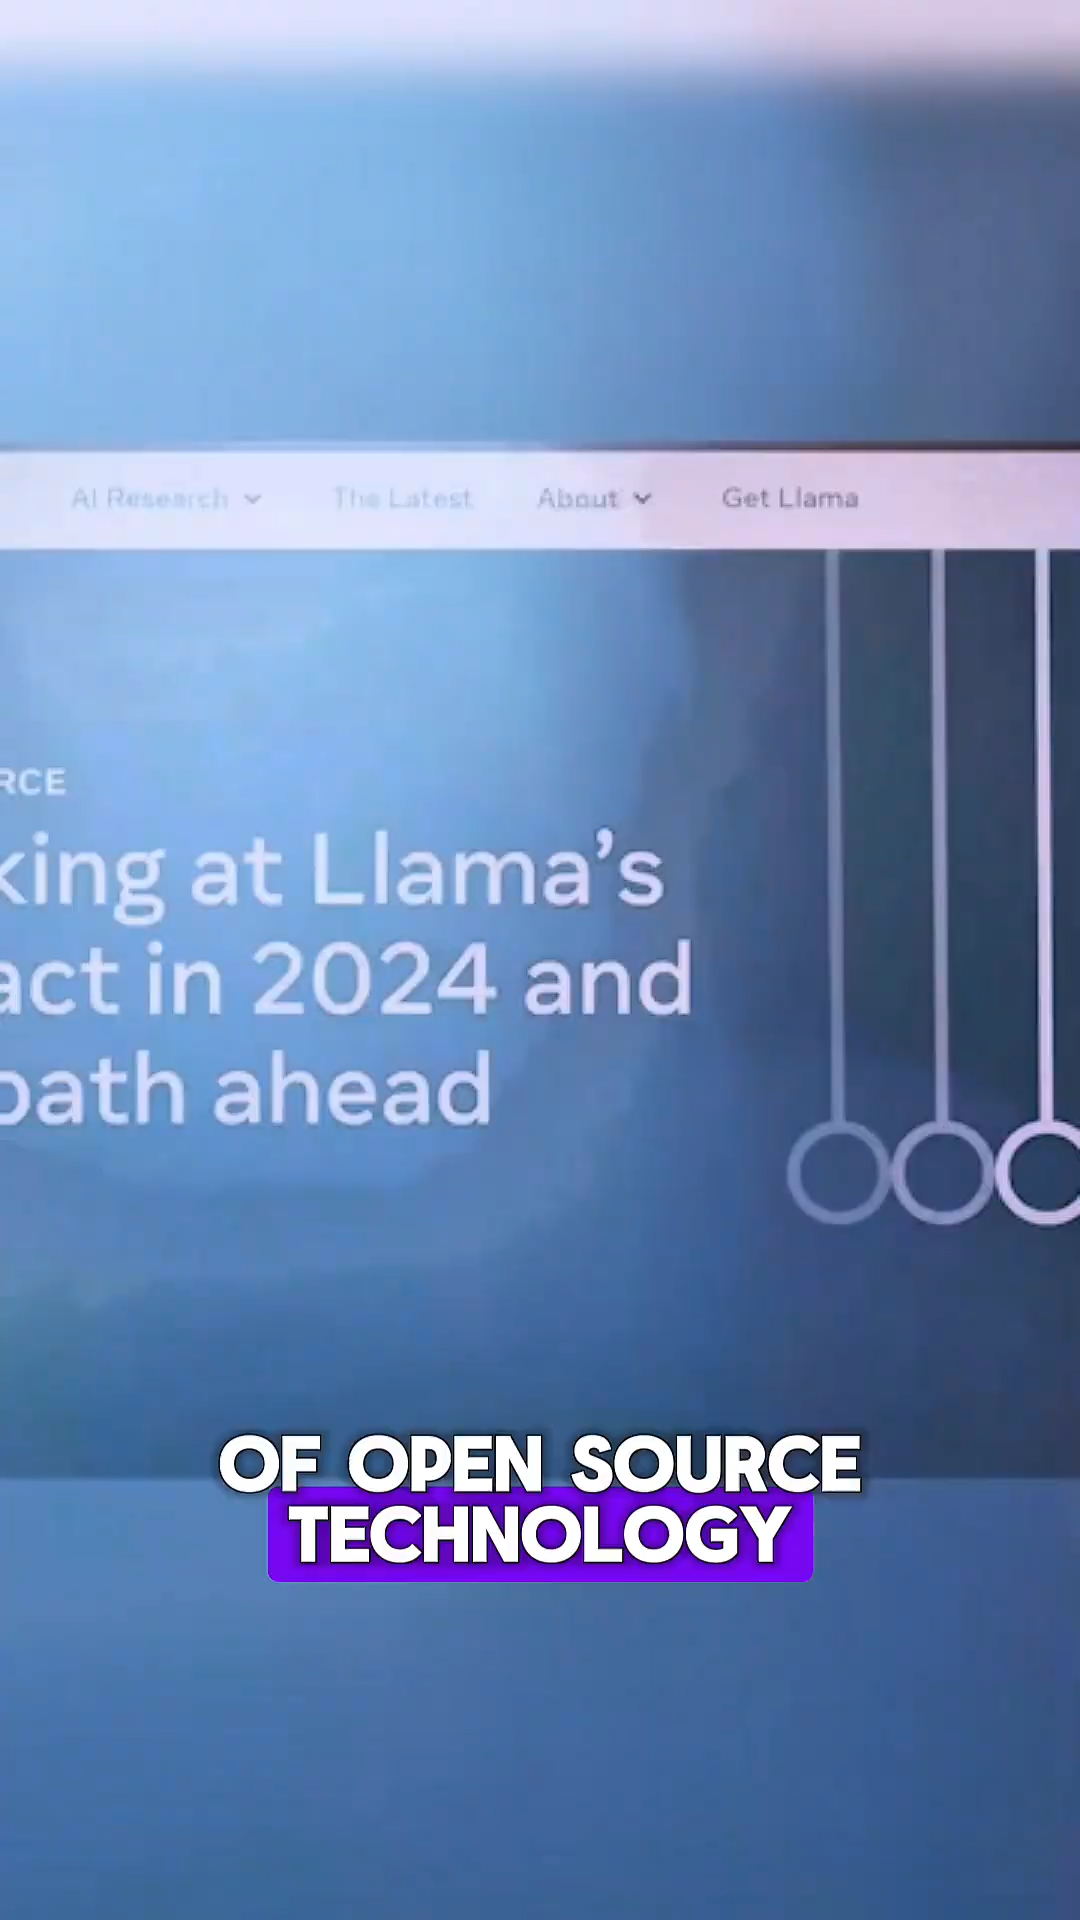 AI Research The Latest About Get Llama
RCE
king at Llama's
act in 2024 and
path ahead
OF OPEN SOURCE
TECHNOLOGY